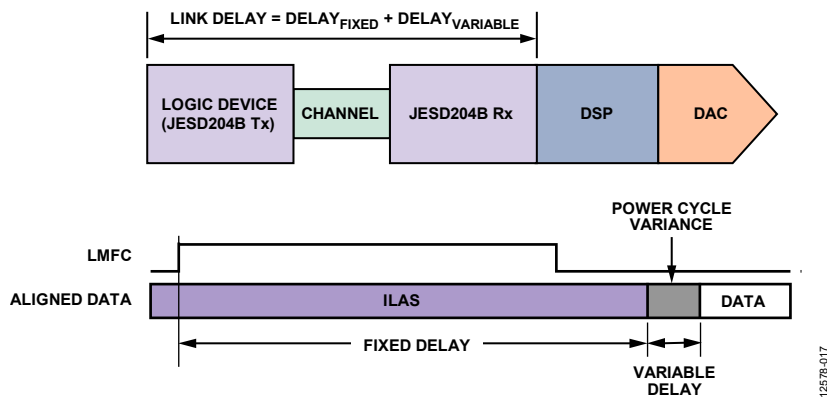 LINK DELAY = DELAYFIXED + DELAYVARIABLE
LOGIC DEVICE
(JESD204B Tx)
CHANNEL
JESD204B Rx
DSP
DAC
POWER CYCLE
VARIANCE
LMFC
ALIGNED DATA
ILAS
DATA
FIXED DELAY
VARIABLE
DELAY
12578-017